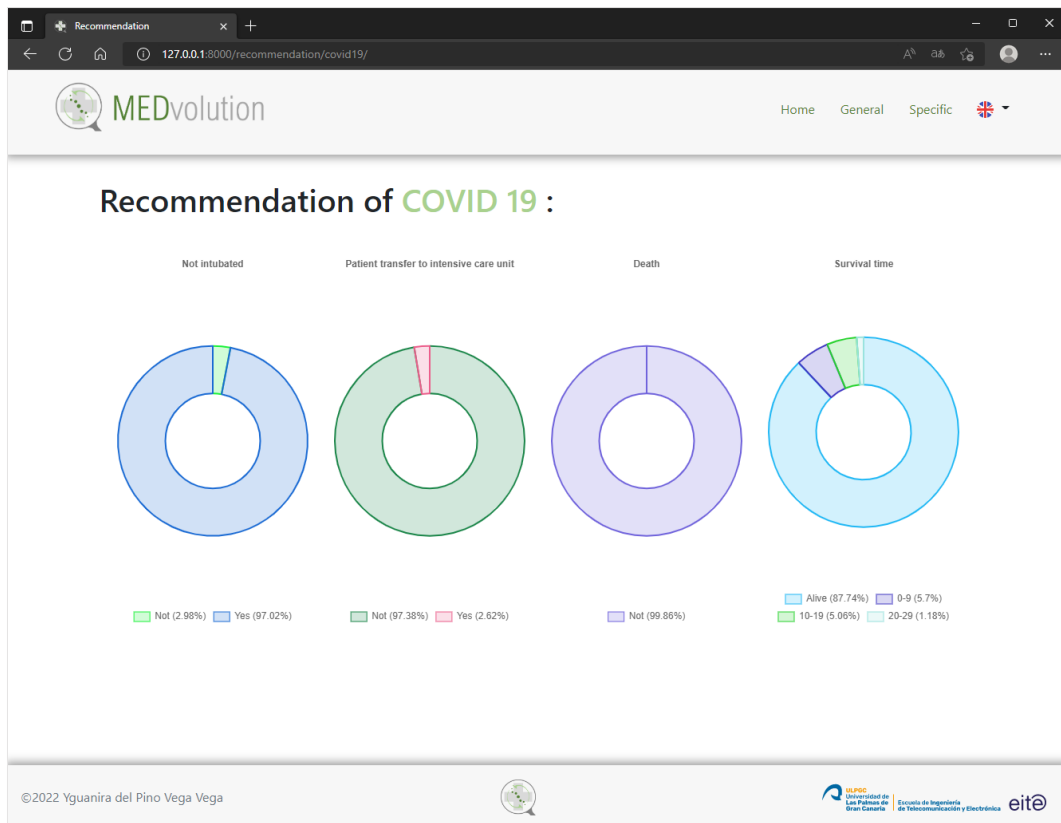 Recommendation
127.0.0.1:8000/recommendation/covid19/
MEDvolution
Home General Specific
Recommendation of COVID 19 :
Not intubated
Patient transfer to intensive care unit
Death
Survival time
Not (2.98%) Yes (97.02%)
Not (97.38%) Yes (2.62%)
Not (99.86%)
Alive (87.74%) 0-9 (5.7%)
10-19 (5.06%) 20-29 (1.18%)
©2022 Yguanira del Pino Vega Vega
ULPGC
Universidad de
Las Palmas de
Gran Canaria
Escuela de Ingeniería
de Telecomunicación y Electrónica
eite